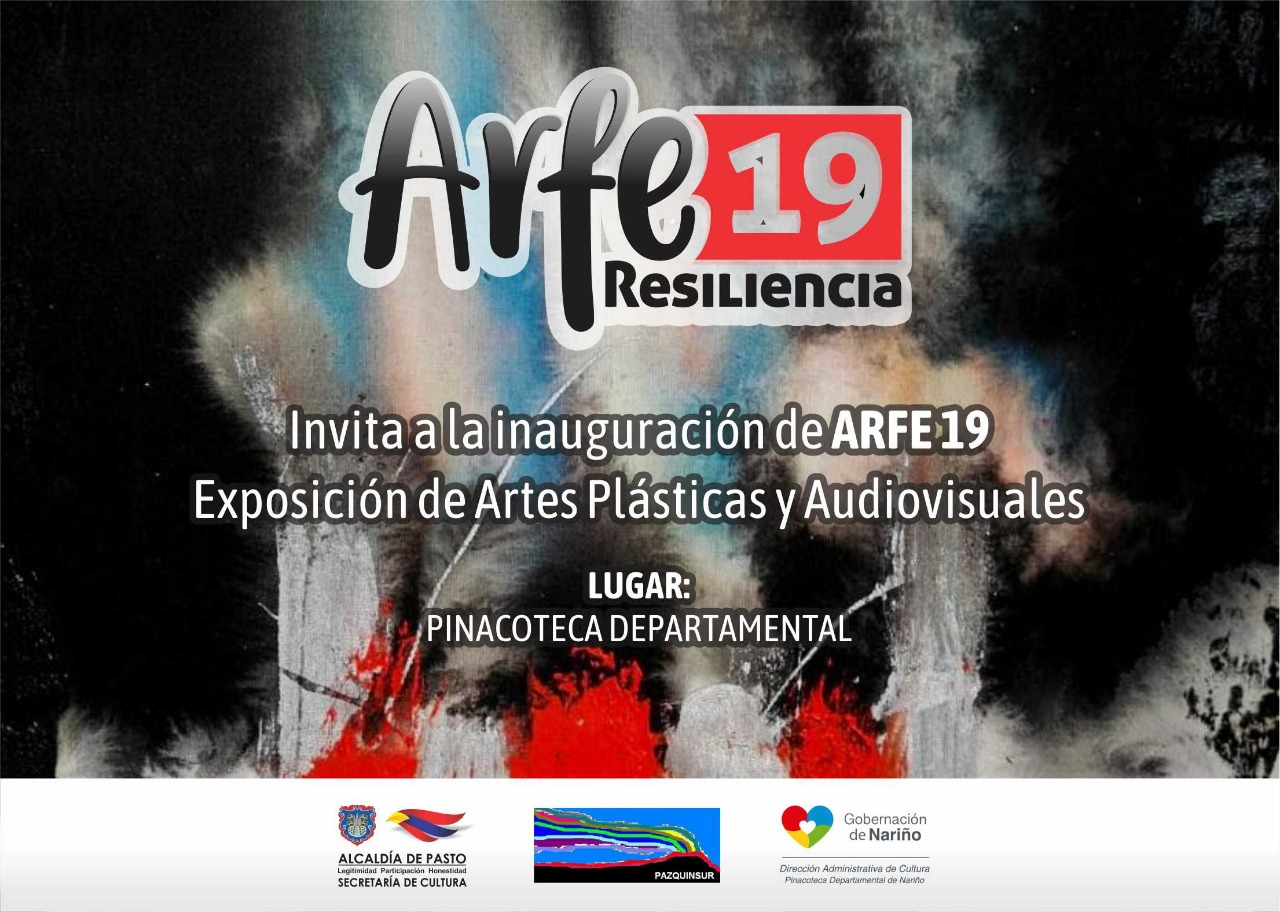 Arfe 19
Resiliencia
Invita a la inauguración de ARFE 19
Exposición de Artes Plásticas y Audiovisuales
LUGAR:
PINACOTECA DEPARTAMENTAL
ALCALDÍA DE PASTO
Legitimidad Participación Honestidad
SECRETARÍA DE CULTURA
PAZQUINSUR
Gobernación
de Nariño
Dirección Administrativa de Cultura
Pinacoteca Departamental de Nariño